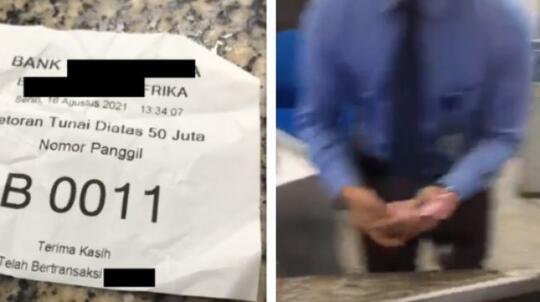 BANK
FRIKA
Senin, 16 Agustus 2021 13:34:07
etoran Tunai Diatas 50 Juta
Nomor Panggil
B 0011
Terima Kasih
Telah Bertransaksi